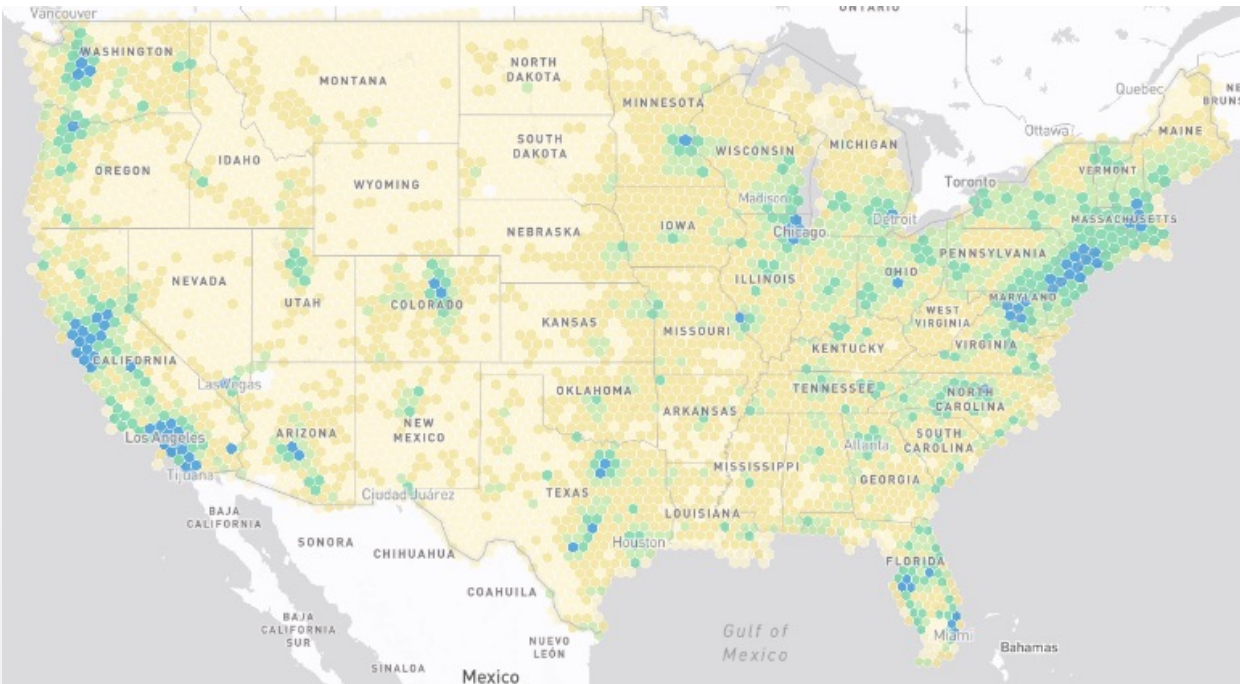 Vancouver
ONTARIO
WASHINGTON
MONTANA
NORTH
DAKOTA
MINNESOTA
Quebec
MAINE
Ottawa
OREGON
IDAHO
SOUTH
DAKOTA
WISCONSIN
MICHIGAN
VERMONT
Toronto
WYOMING
Madison
Detroit
MASSACHUSETTS
NEBRASKA
IOWA
Chicago
PENNSYLVANIA
NEVADA
UTAH
COLORADO
ILLINOIS
OHIO
MARYLAND
WEST
VIRGINIA
KANSAS
MISSOURI
KENTUCKY
VIRGINIA
CALIFORNIA
Las Vegas
OKLAHOMA
TENNESSEE
NORTH
CAROLINA
ARKANSAS
Los Angeles
ARIZONA
NEW
MEXICO
Atlanta
SOUTH
CAROLINA
Tijuana
MISSISSIPPI
GEORGIA
Ciudad Juárez
TEXAS
LOUISIANA
BAJA
CALIFORNIA
SONORA
CHIHUAHUA
Houston
FLORIDA
COAHUILA
BAJA
CALIFORNIA
SUR
NUEVO
LEÓN
Gulf of
Mexico
Miami
Bahamas
SINALOA
Mexico